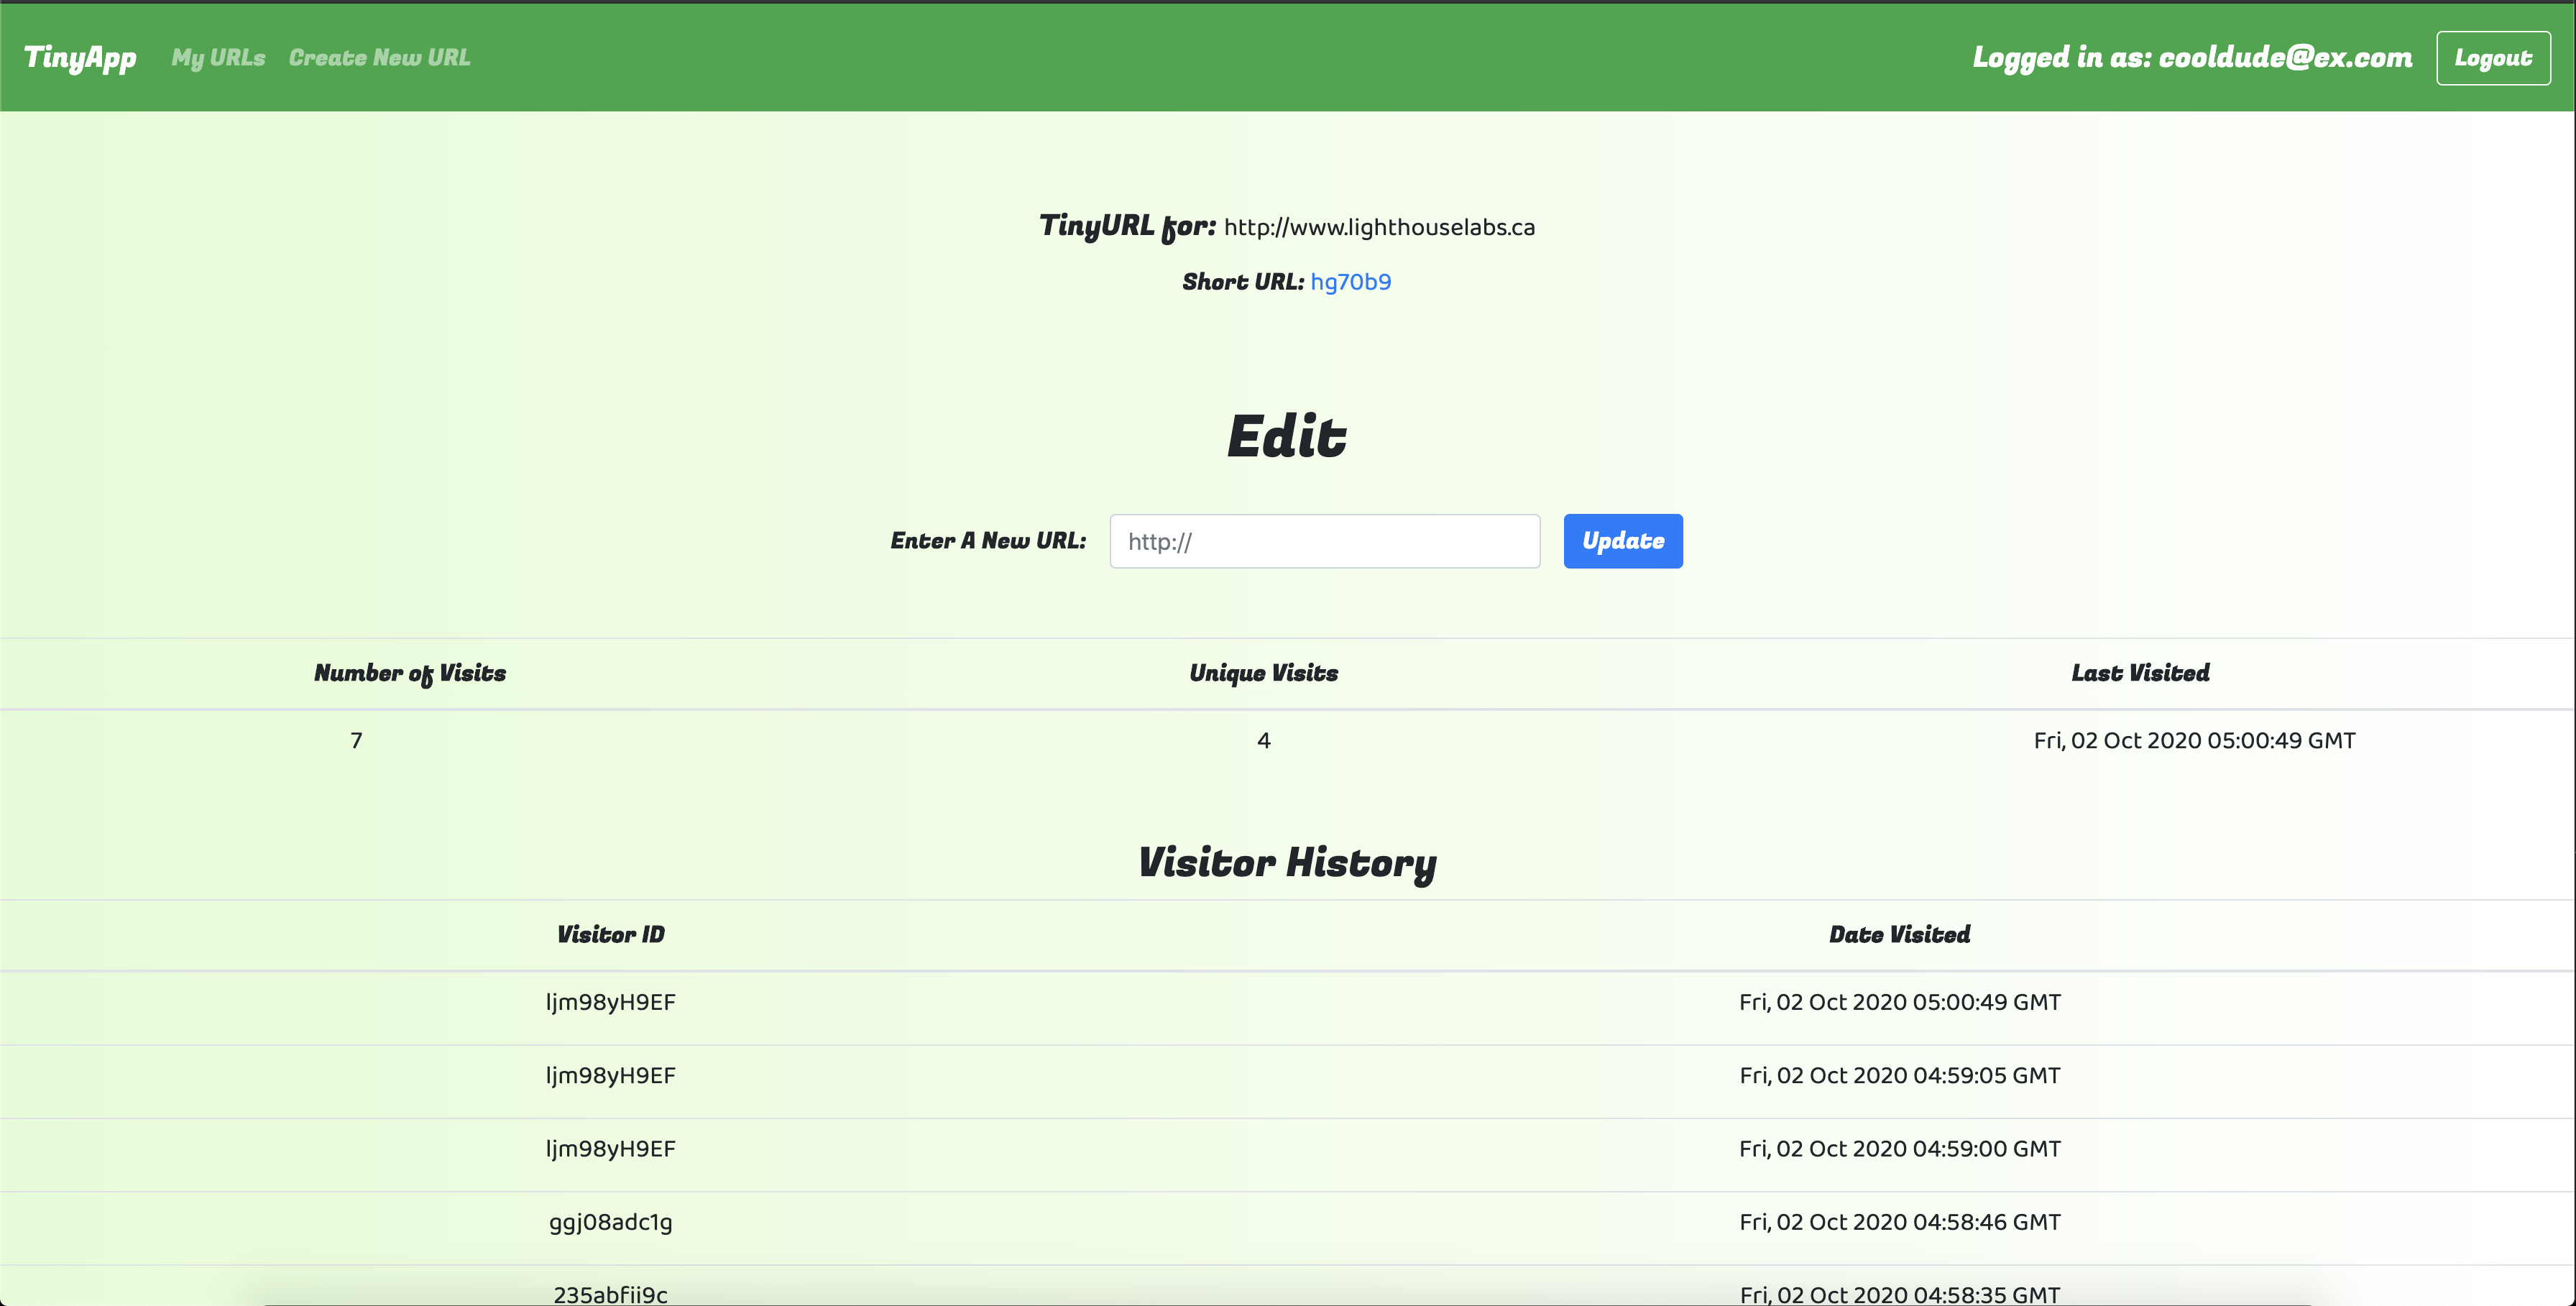 TinyApp My URLs Create New URL Logged in as: cooldude@ex.com Logout
TinyURL for: http://www.lighthouselabs.ca
Short URL: hg70b9
Edit
Enter A New URL: http:// Update
Number of Visits Unique Visits Last Visited
7 4 Fri, 02 Oct 2020 05:00:49 GMT
Visitor History
Visitor ID Date Visited
ljm98yH9EF Fri, 02 Oct 2020 05:00:49 GMT
ljm98yH9EF Fri, 02 Oct 2020 04:59:05 GMT
ljm98yH9EF Fri, 02 Oct 2020 04:59:00 GMT
ggj08adc1g Fri, 02 Oct 2020 04:58:46 GMT
235abfii9c Fri, 02 Oct 2020 04:58:35 GMT